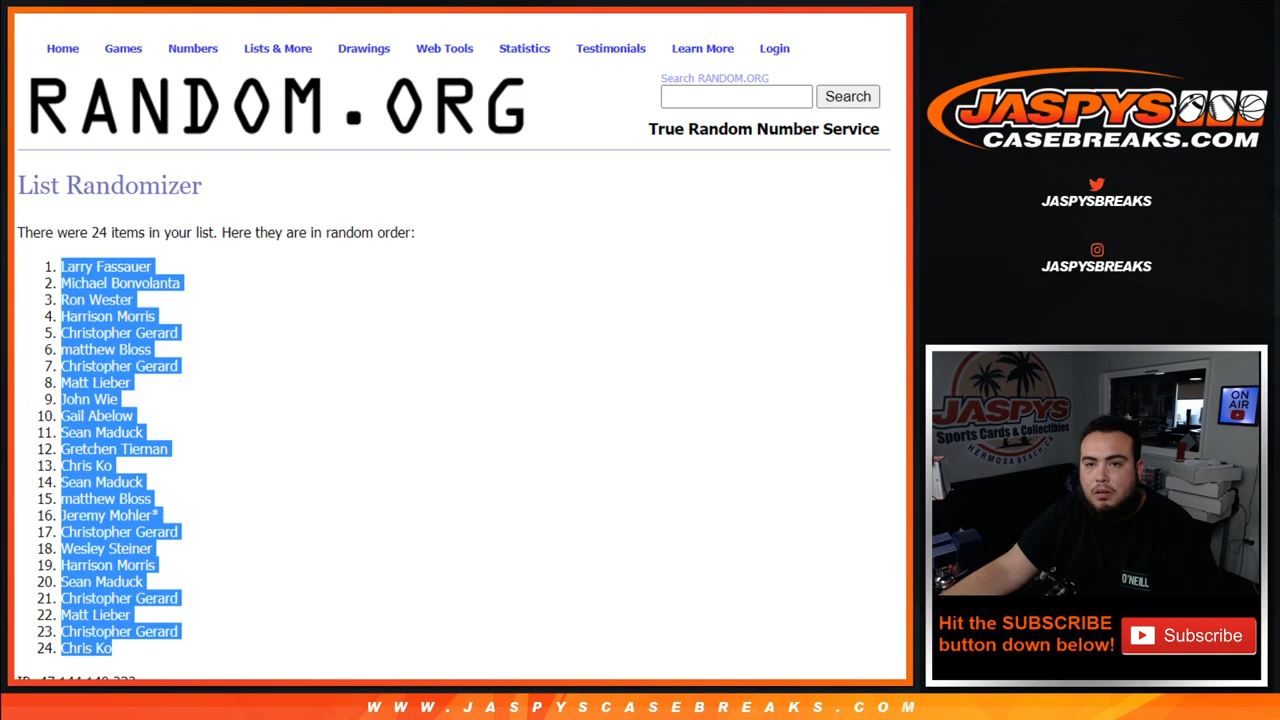 Home Games Numbers Lists & More Drawings Web Tools Statistics Testimonials Learn More Login
Search RANDOM.ORG
RANDOM.ORG
Search
True Random Number Service
List Randomizer
There were 24 items in your list. Here they are in random order:
1. Larry Fassauer
2. Michael Bonvolanta
3. Ron Wester
4. Harrison Morris
5. Christopher Gerard
6. matthew Bloss
7. Christopher Gerard
8. Matt Lieber
9. John Wie
10. Gail Abelow
11. Sean Maduck
12. Gretchen Tiernan
13. Chris Ko
14. Sean Maduck
15. matthew Bloss
16. Jeremy Mohler*
17. Christopher Gerard
18. Wesley Steiner
19. Harrison Morris
20. Sean Maduck
21. Christopher Gerard
22. Matt Lieber
23. Christopher Gerard
24. Chris Ko
JASPYS
CASEBREAKS.COM
JASPYSBREAKS
JASPYSBREAKS
JASPYS
Sports Cards & Collectibles
HERMOSA BEACH, CA
ON
AIR
O'NEILL
Hit the SUBSCRIBE
button down below!
Subscribe
WWW.JASPYSCASEBREAKS.COM